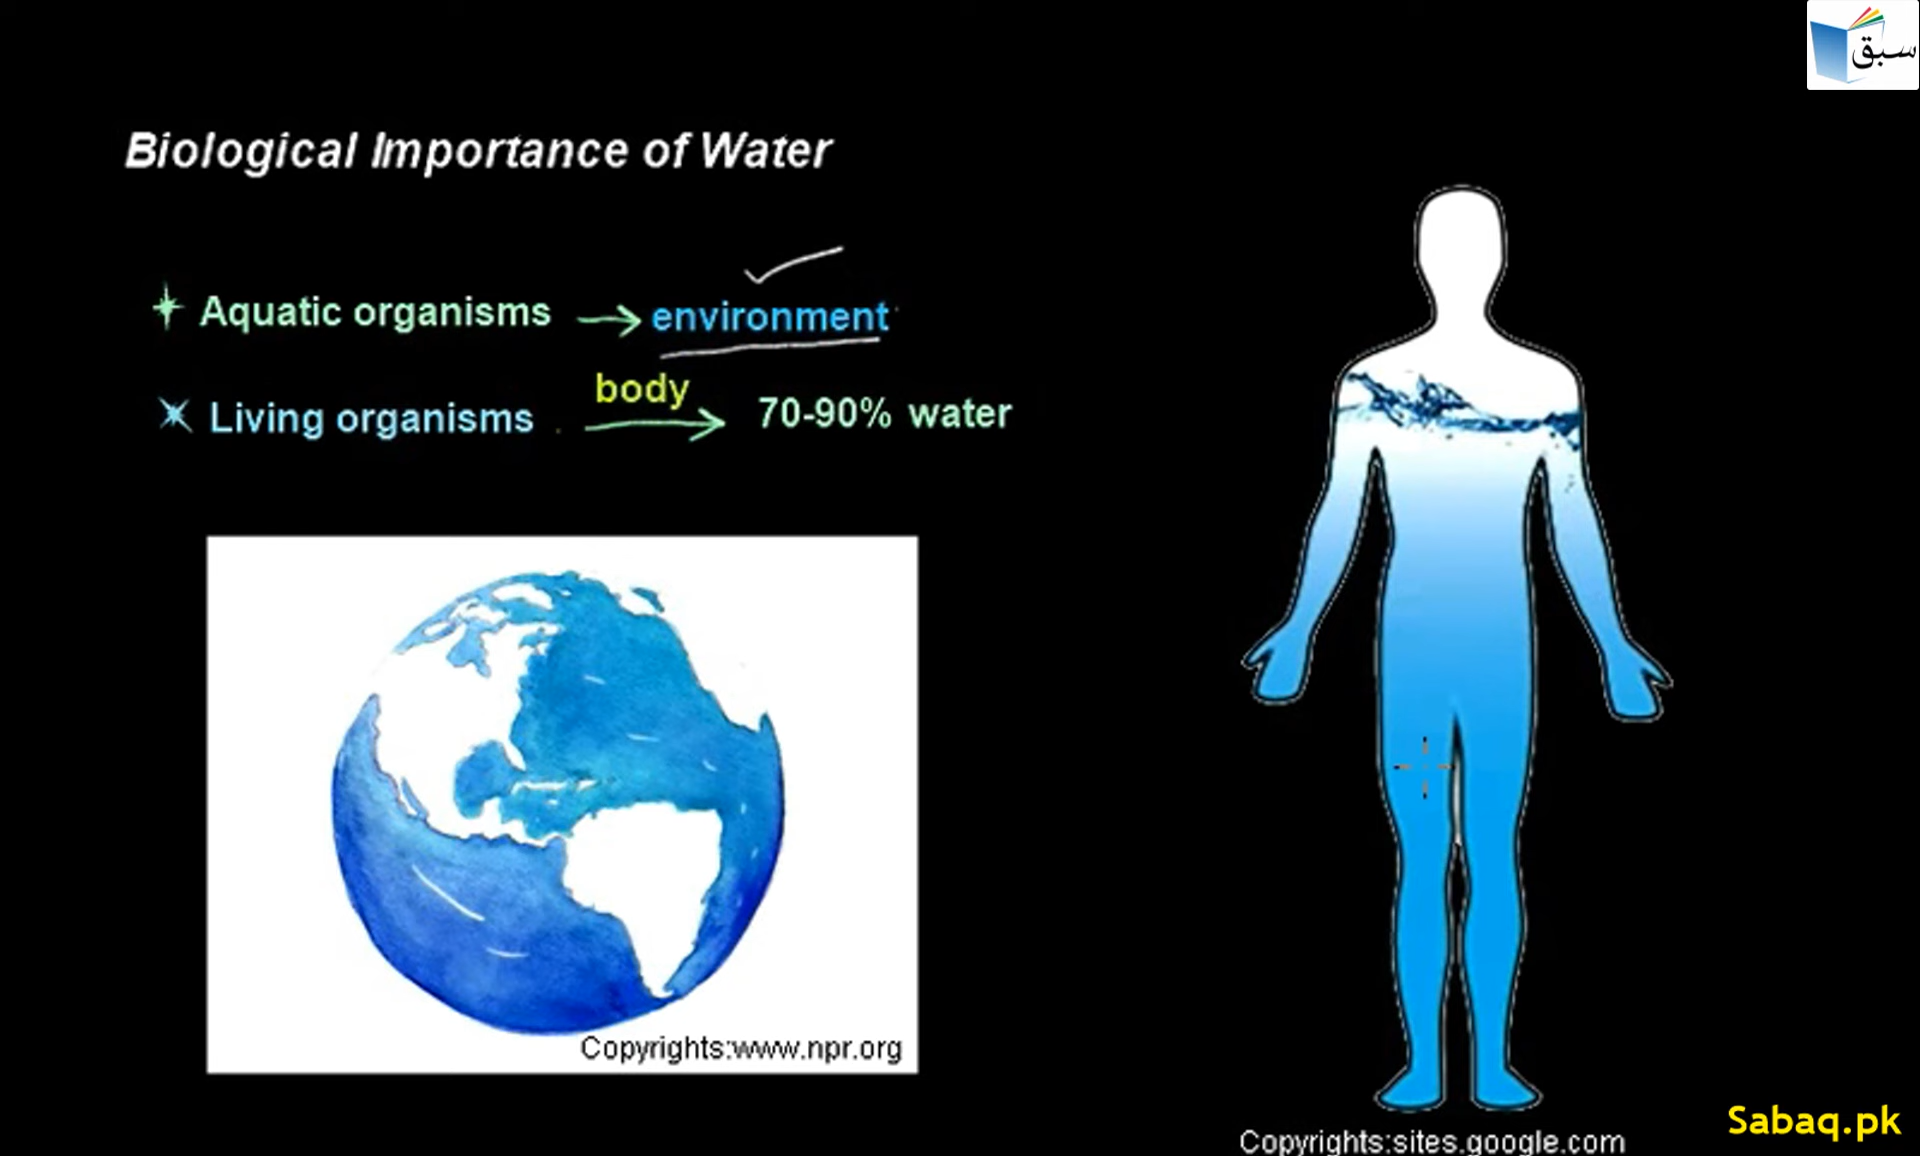 سبق
Biological Importance of Water
Aquatic organisms → environment
body
Living organisms → 70-90% water
Copyrights:www.npr.org
Copyrights:sites.google.com
Sabaq.pk